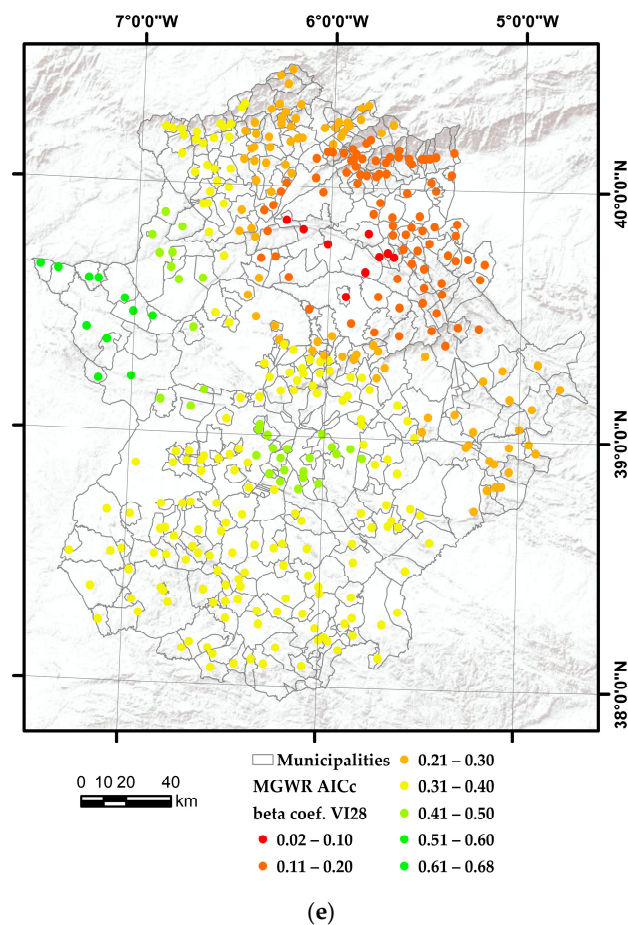 7°0'0"W 6°0'0"W 5°0'0"W
40°0'0"N
39°0'0"N
38°0'0"N
Municipalities
MGWR AICc
beta coef. VI28
0.02 – 0.10
0.11 – 0.20
0.21 – 0.30
0.31 – 0.40
0.41 – 0.50
0.51 – 0.60
0.61 – 0.68
0 10 20 40
km
(e)